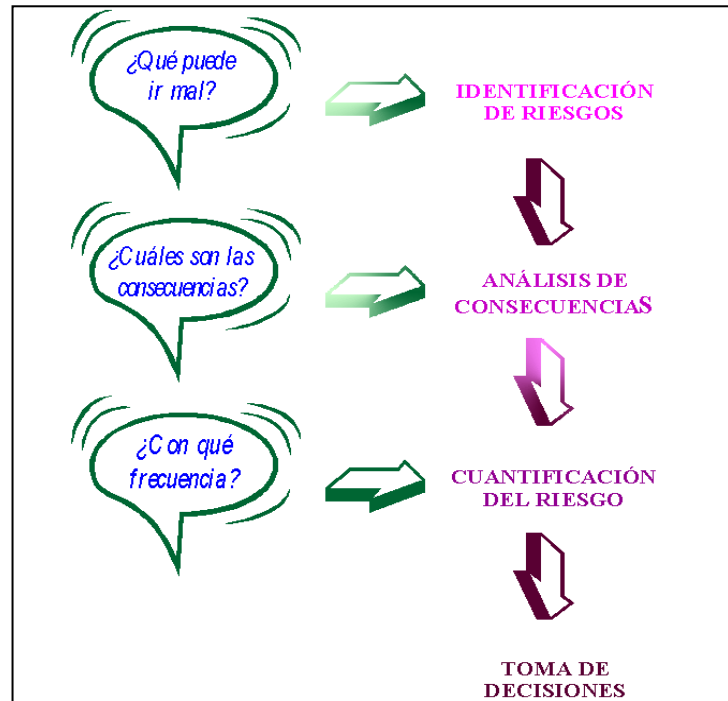 ¿Qué puede
ir mal?
IDENTIFICACIÓN
DE RIESGOS
¿Cuáles son las
consecuencias?
ANÁLISIS DE
CONSECUENCIAS
¿Con qué
frecuencia?
CUANTIFICACIÓN
DEL RIESGO
TOMA DE
DECISIONES